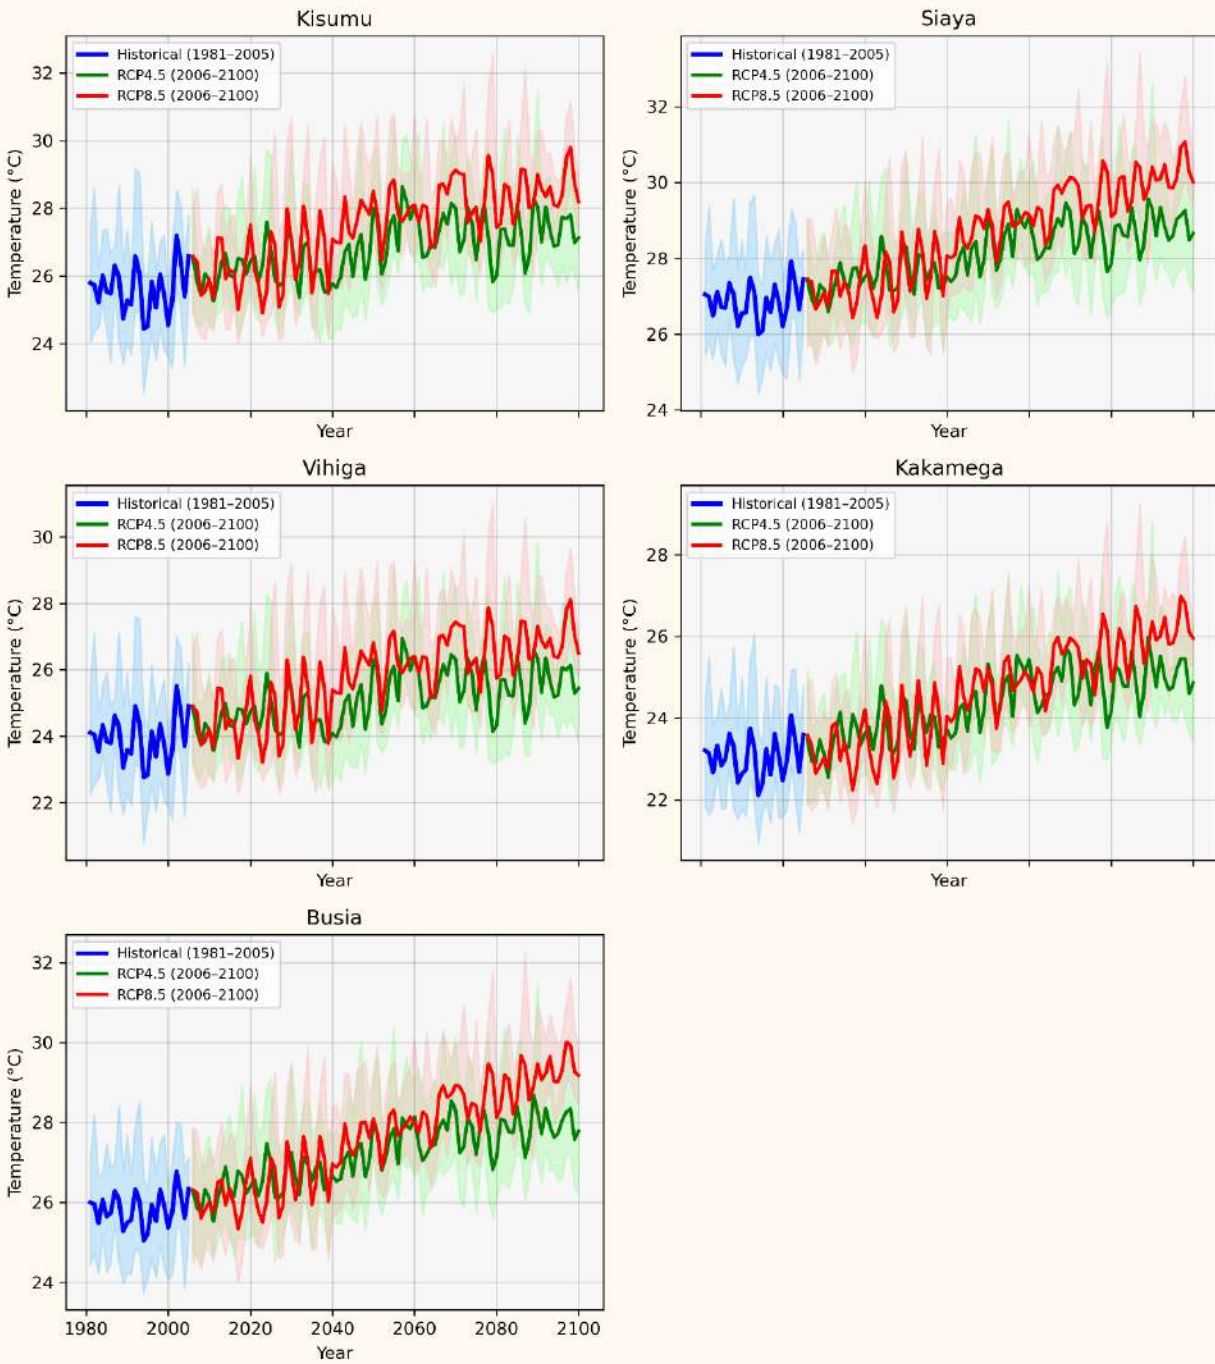 Kisumu
Historical (1981–2005)
RCP4.5 (2006–2100)
RCP8.5 (2006–2100)
32
30
28
26
24
Temperature (°C)
Year
Siaya
Historical (1981–2005)
RCP4.5 (2006–2100)
RCP8.5 (2006–2100)
32
30
28
26
24
Temperature (°C)
Year
Vihiga
Historical (1981–2005)
RCP4.5 (2006–2100)
RCP8.5 (2006–2100)
30
28
26
24
22
Temperature (°C)
Year
Kakamega
Historical (1981–2005)
RCP4.5 (2006–2100)
RCP8.5 (2006–2100)
28
26
24
22
Temperature (°C)
Year
Busia
Historical (1981–2005)
RCP4.5 (2006–2100)
RCP8.5 (2006–2100)
32
30
28
26
24
Temperature (°C)
1980 2000 2020 2040 2060 2080 2100
Year